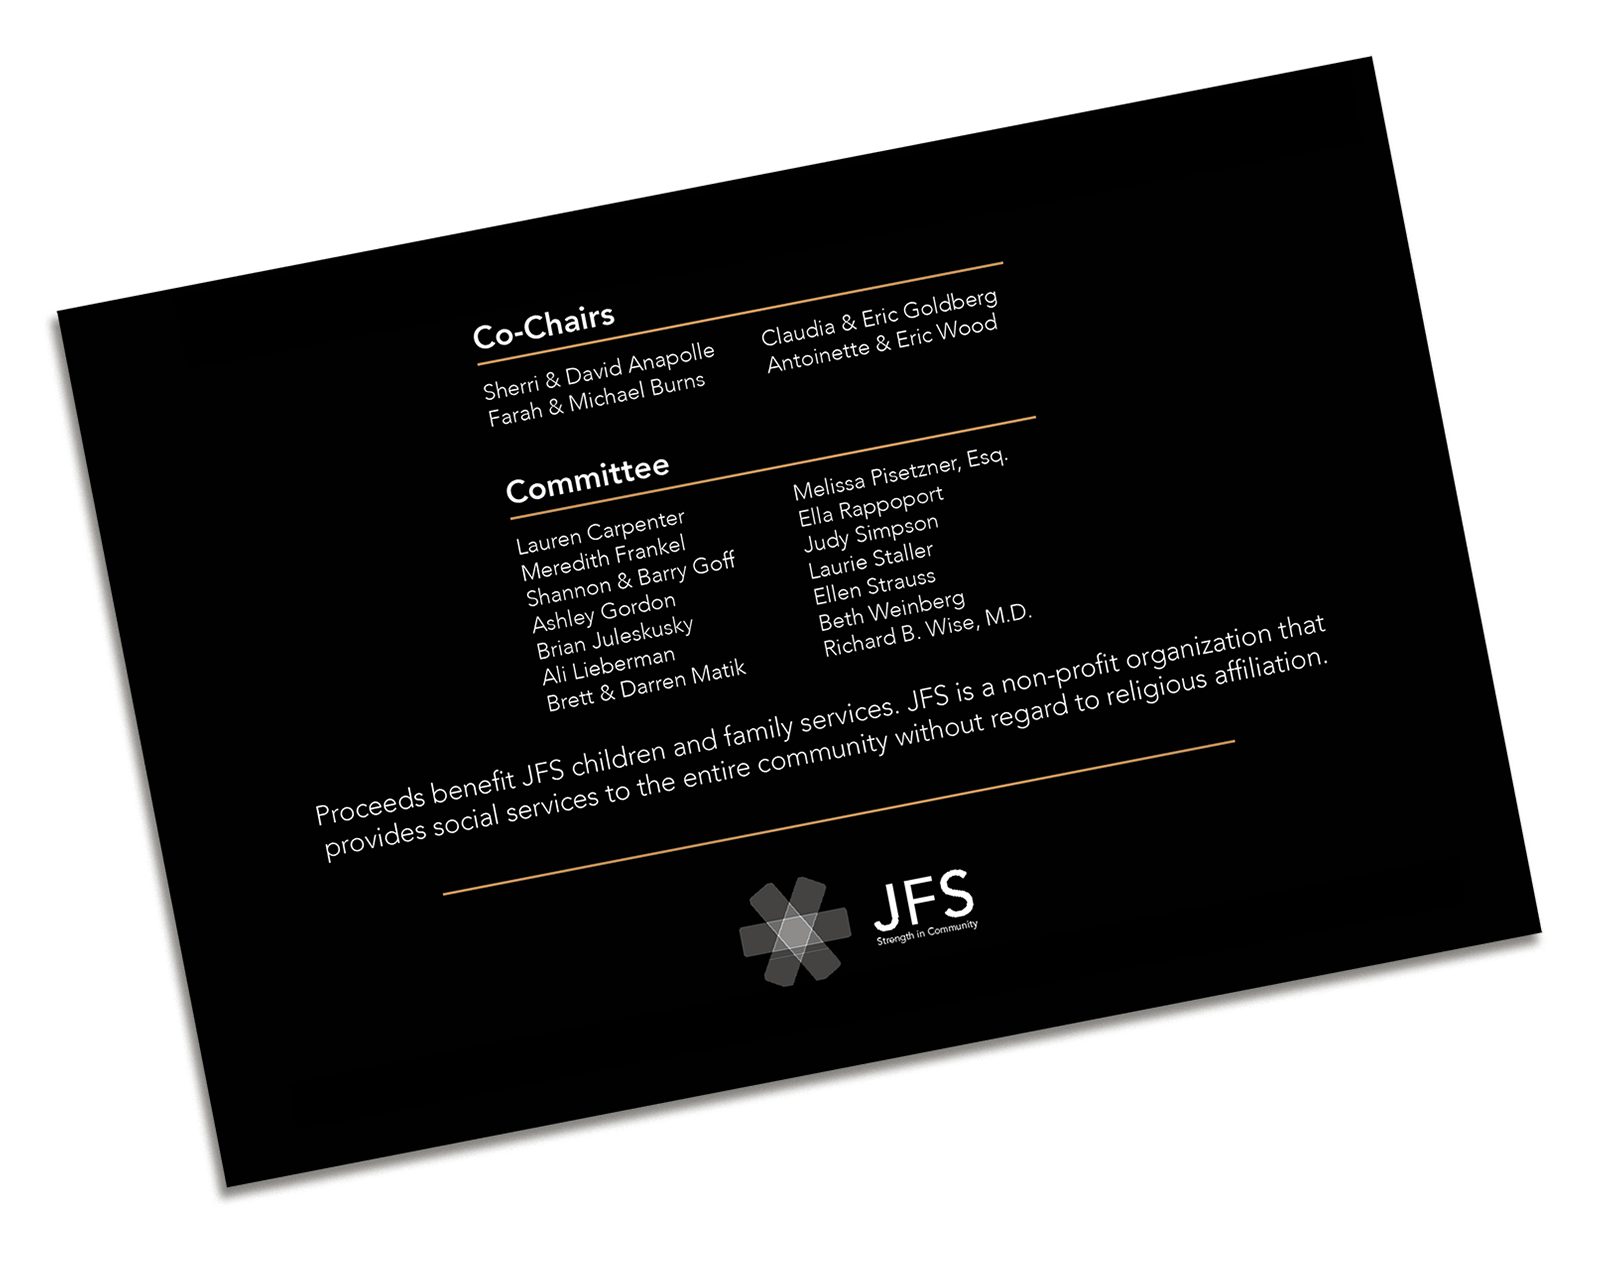 Co-Chairs
Sherri & David Anapolle
Farah & Michael Burns
Claudia & Eric Goldberg
Antoinette & Eric Wood
Committee
Lauren Carpenter
Meredith Frankel
Shannon & Barry Goff
Ashley Gordon
Brian Juleskusky
Ali Lieberman
Brett & Darren Matik
Melissa Pisetzner, Esq.
Ella Rappoport
Judy Simpson
Laurie Staller
Ellen Strauss
Beth Weinberg
Richard B. Wise, M.D.
Proceeds benefit JFS children and family services. JFS is a non-profit organization that
provides social services to the entire community without regard to religious affiliation.
JFS
Strength in Community